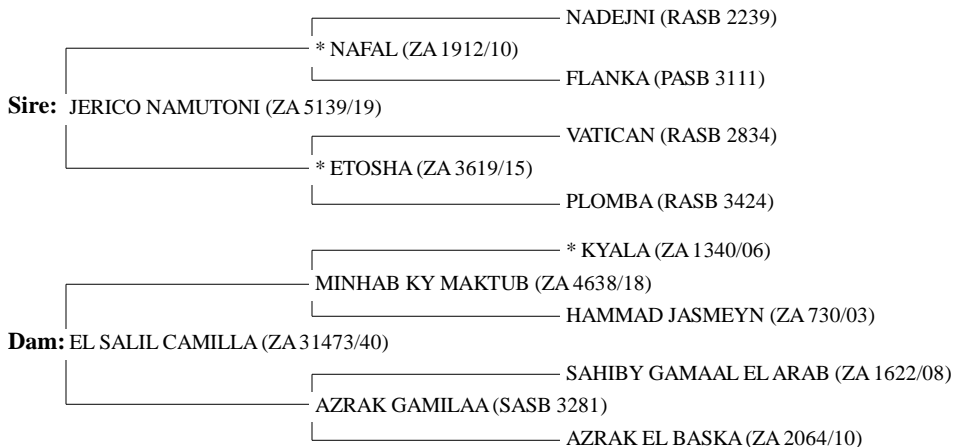 NADEJNI (RASB 2239)
* NAFAL (ZA 1912/10)
FLANKA (PASB 3111)
Sire: JERICO NAMUTONI (ZA 5139/19)
VATICAN (RASB 2834)
* ETOSHA (ZA 3619/15)
PLOMBA (RASB 3424)
* KYALA (ZA 1340/06)
MINHAB KY MAKTUB (ZA 4638/18)
HAMMAD JASMEYN (ZA 730/03)
Dam: EL SALIL CAMILLA (ZA 31473/40)
SAHIBY GAMAAL EL ARAB (ZA 1622/08)
AZRAK GAMILAA (SASB 3281)
AZRAK EL BASKA (ZA 2064/10)